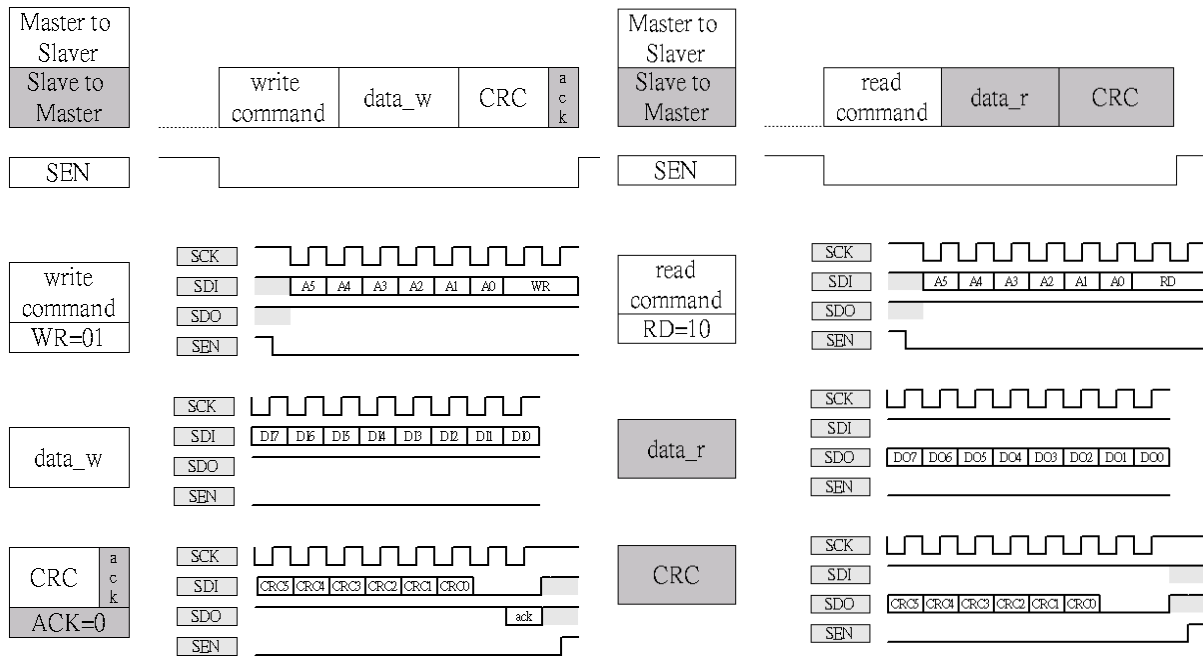 Master to
Slaver
Slave to
Master
write
command
data_w
CRC
a
c
k
SEN
write
command
WR=01
SCK
SDI
A5 A4 A3 A2 A1 A0 WR
SDO
SEN
data_w
SCK
SDI
DI7 DI6 DI5 DI4 DI3 DI2 DI1 DI0
SDO
SEN
CRC
a
c
k
ACK=0
SCK
SDI
CRC5 CRC4 CRC3 CRC2 CRC1 CRC0
SDO
ack
SEN
Master to
Slaver
Slave to
Master
read
command
data_r
CRC
SEN
read
command
RD=10
SCK
SDI
A5 A4 A3 A2 A1 A0 RD
SDO
SEN
data_r
SCK
SDI
SDO
DO7 DO6 DO5 DO4 DO3 DO2 DO1 DO0
SEN
CRC
SCK
SDI
SDO
CRC5 CRC4 CRC3 CRC2 CRC1 CRC0
SEN